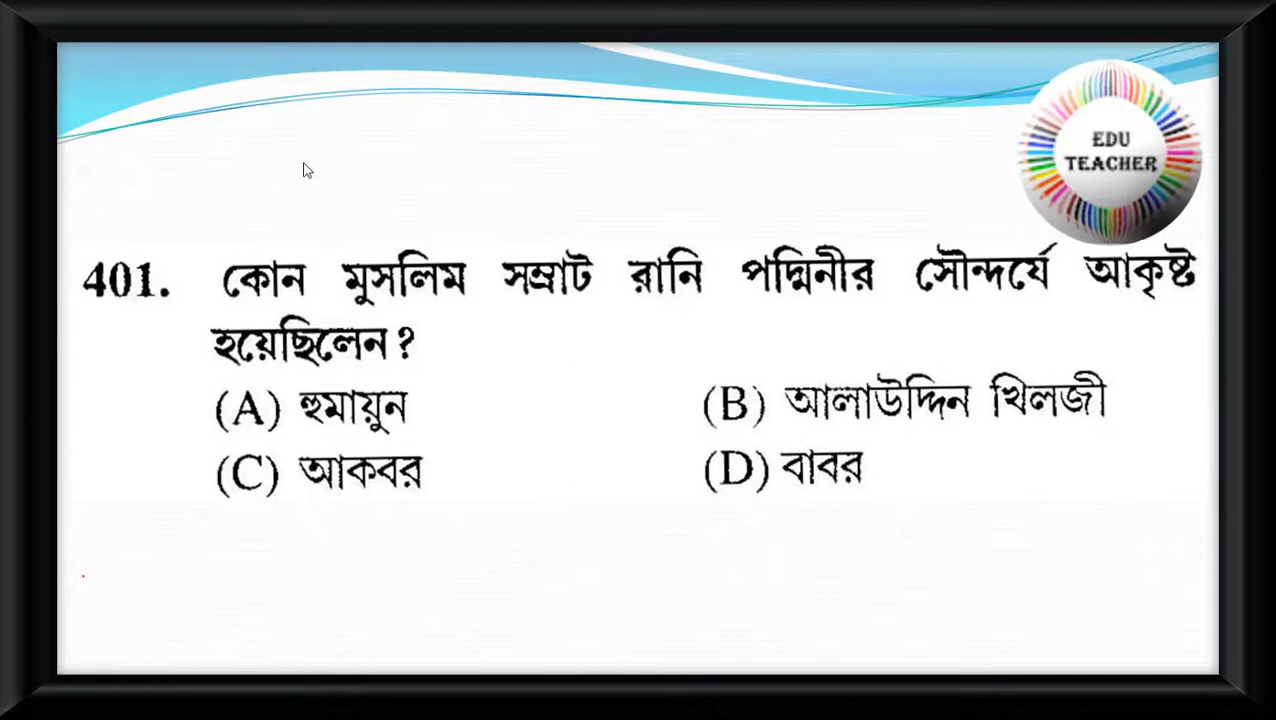 EDU
TEACHER
401. কোন মুসলিম সম্রাট রানি পদ্মিনীর সৌন্দর্যে আকৃষ্ট
হয়েছিলেন?
(A) হুমায়ুন (B) আলাউদ্দিন খিলজী
(C) আকবর (D) বাবর